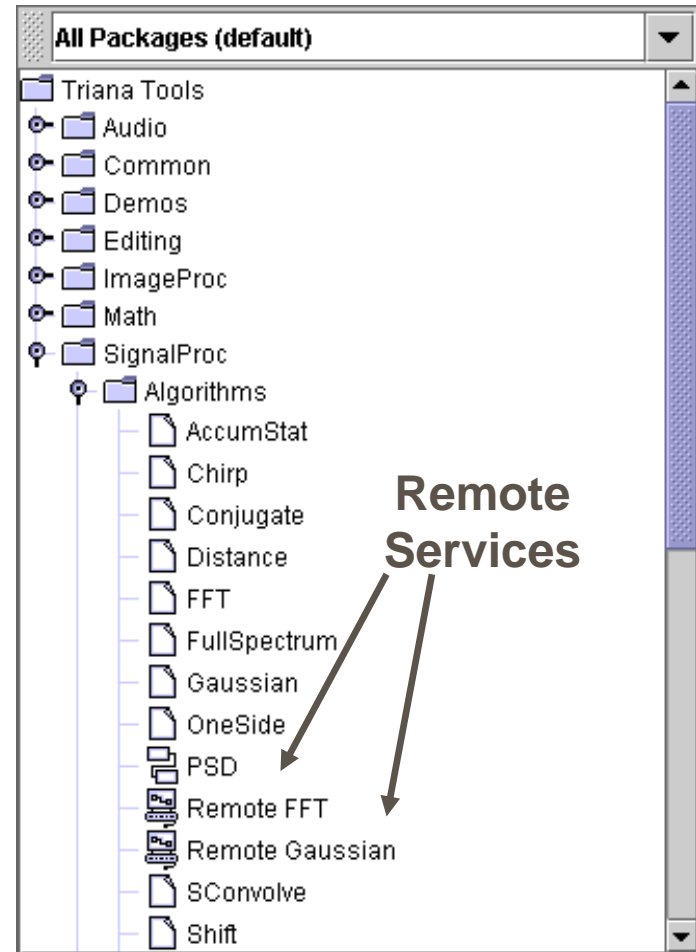 All Packages (default)
Triana Tools
Audio
Common
Demos
Editing
ImageProc
Math
SignalProc
Algorithms
AccumStat
Chirp
Conjugate
Distance
FFT
FullSpectrum
Gaussian
OneSide
PSD
Remote FFT
Remote Gaussian
SConvolve
Shift
Remote
Services